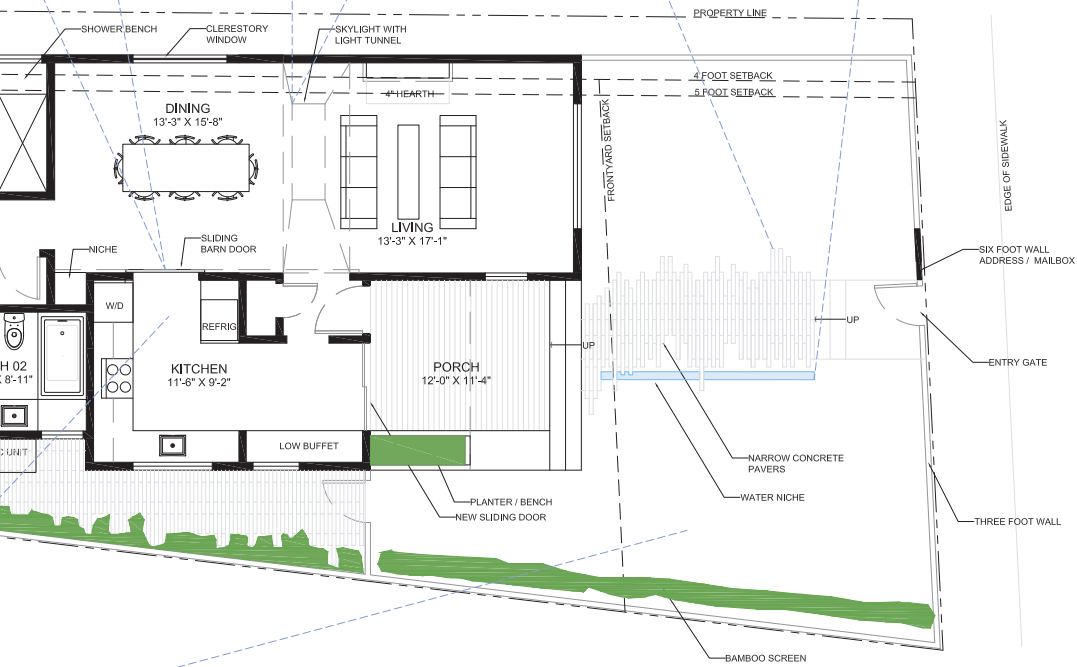 PROPERTY LINE
SHOWER BENCH
CLERESTORY
WINDOW
SKYLIGHT WITH
LIGHT TUNNEL
4 FOOT SETBACK
5 FOOT SETBACK
4" HEARTH
DINING
13'-3" X 15'-8"
FRONTYARD SETBACK
EDGE OF SIDEWALK
LIVING
13'-3" X 17'-1"
SLIDING
BARN DOOR
NICHE
SIX FOOT WALL
ADDRESS / MAILBOX
W/D
REFRIG
UP
UP
H 02
X 8'-11"
KITCHEN
11'-6" X 9'-2"
PORCH
12'-0" X 11'-4"
ENTRY GATE
LOW BUFFET
C UNIT
NARROW CONCRETE
PAVERS
WATER NICHE
PLANTER / BENCH
NEW SLIDING DOOR
THREE FOOT WALL
BAMBOO SCREEN